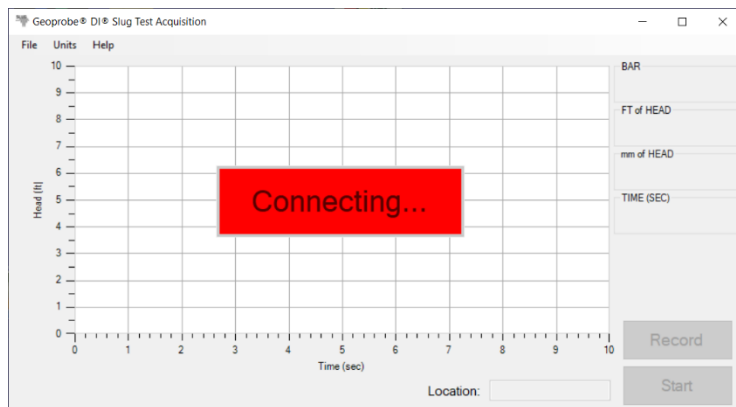 Geoprobe® DI® Slug Test Acquisition
File Units Help
10
9
8
7
6
5
4
3
2
1
0
Head (ft)
Connecting...
0 1 2 3 4 5 6 7 8 9 10
Time (sec)
BAR
FT of HEAD
mm of HEAD
TIME (SEC)
Record
Location:
Start